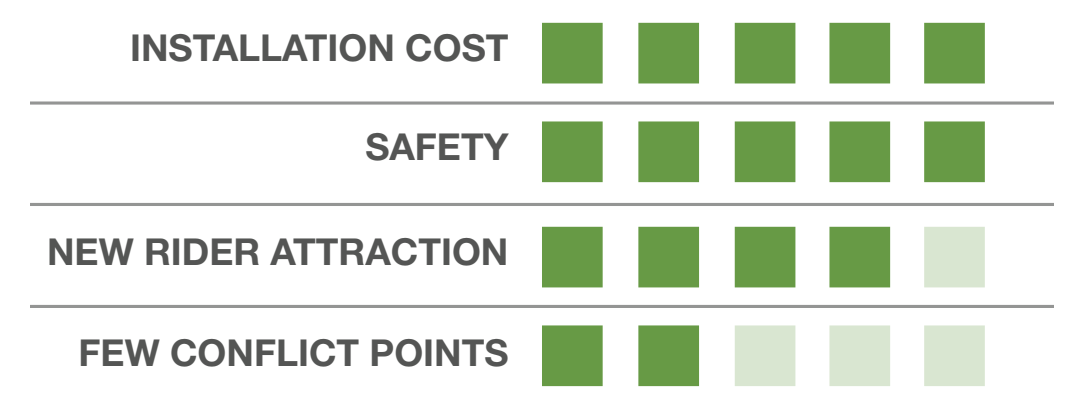 INSTALLATION COST
SAFETY
NEW RIDER ATTRACTION
FEW CONFLICT POINTS